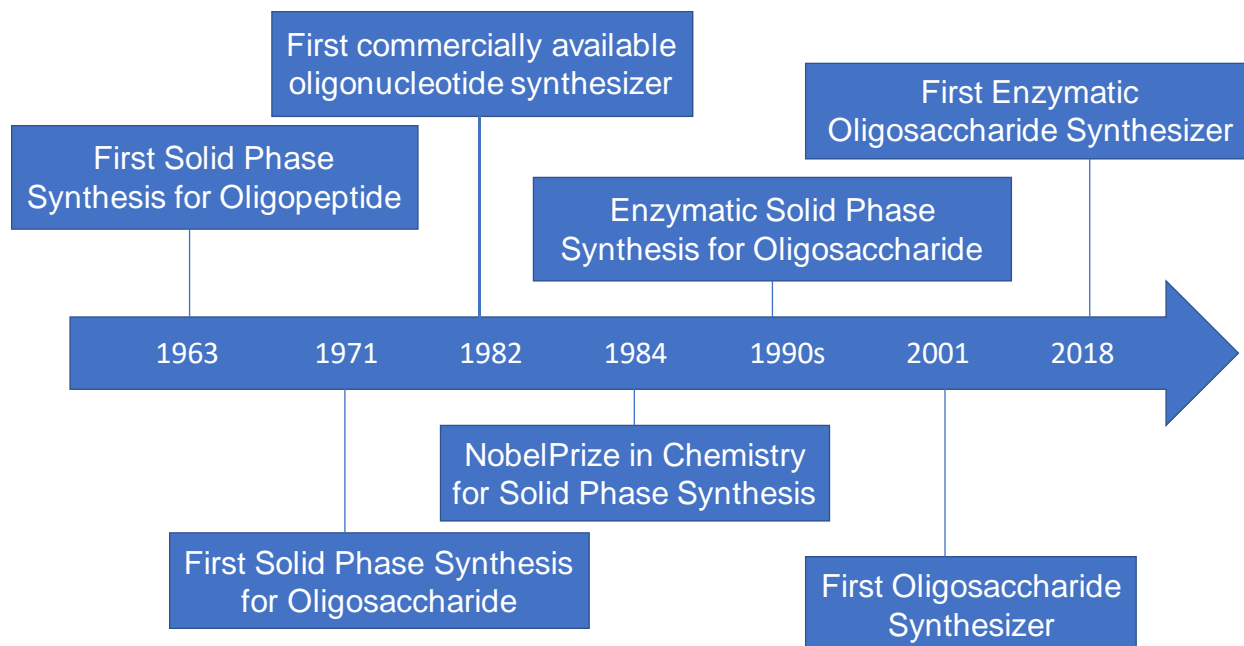 First commercially available
oligonucleotide synthesizer
First Enzymatic
Oligosaccharide Synthesizer
First Solid Phase
Synthesis for Oligopeptide
Enzymatic Solid Phase
Synthesis for Oligosaccharide
1963
1971
1982
1984
1990s
2001
2018
NobelPrize in Chemistry
for Solid Phase Synthesis
First Solid Phase Synthesis
for Oligosaccharide
First Oligosaccharide
Synthesizer